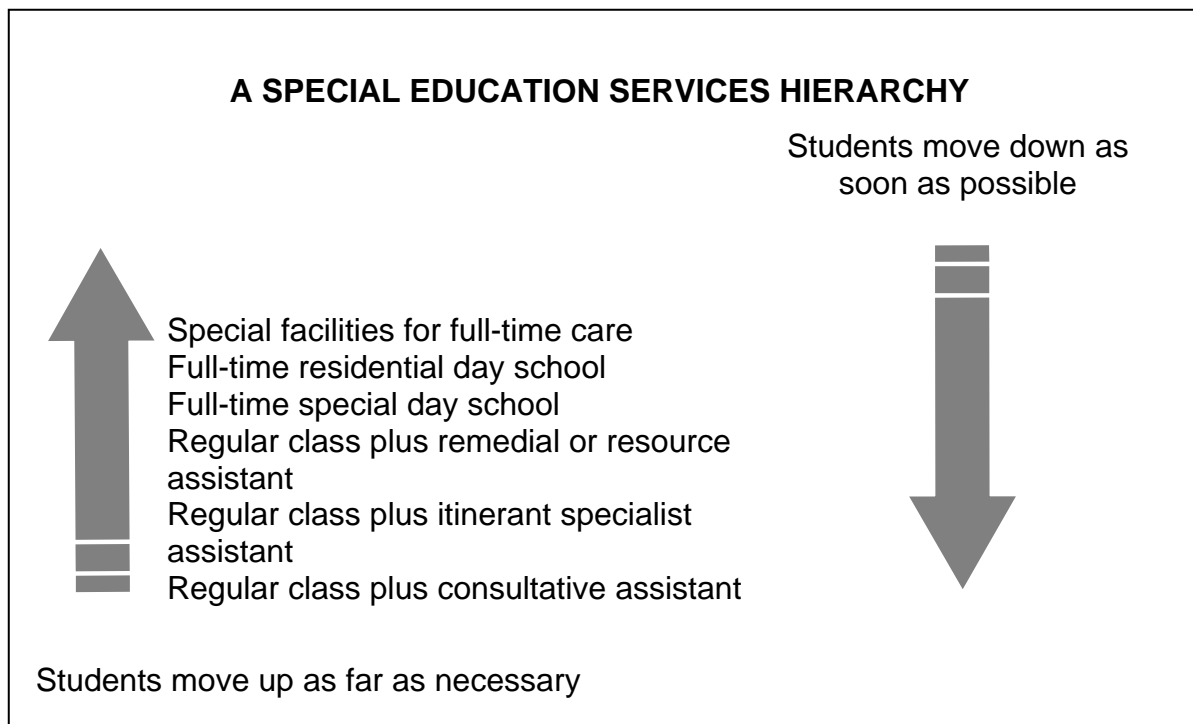 A SPECIAL EDUCATION SERVICES HIERARCHY
Students move down as
soon as possible
Special facilities for full-time care
Full-time residential day school
Full-time special day school
Regular class plus remedial or resource
assistant
Regular class plus itinerant specialist
assistant
Regular class plus consultative assistant
Students move up as far as necessary